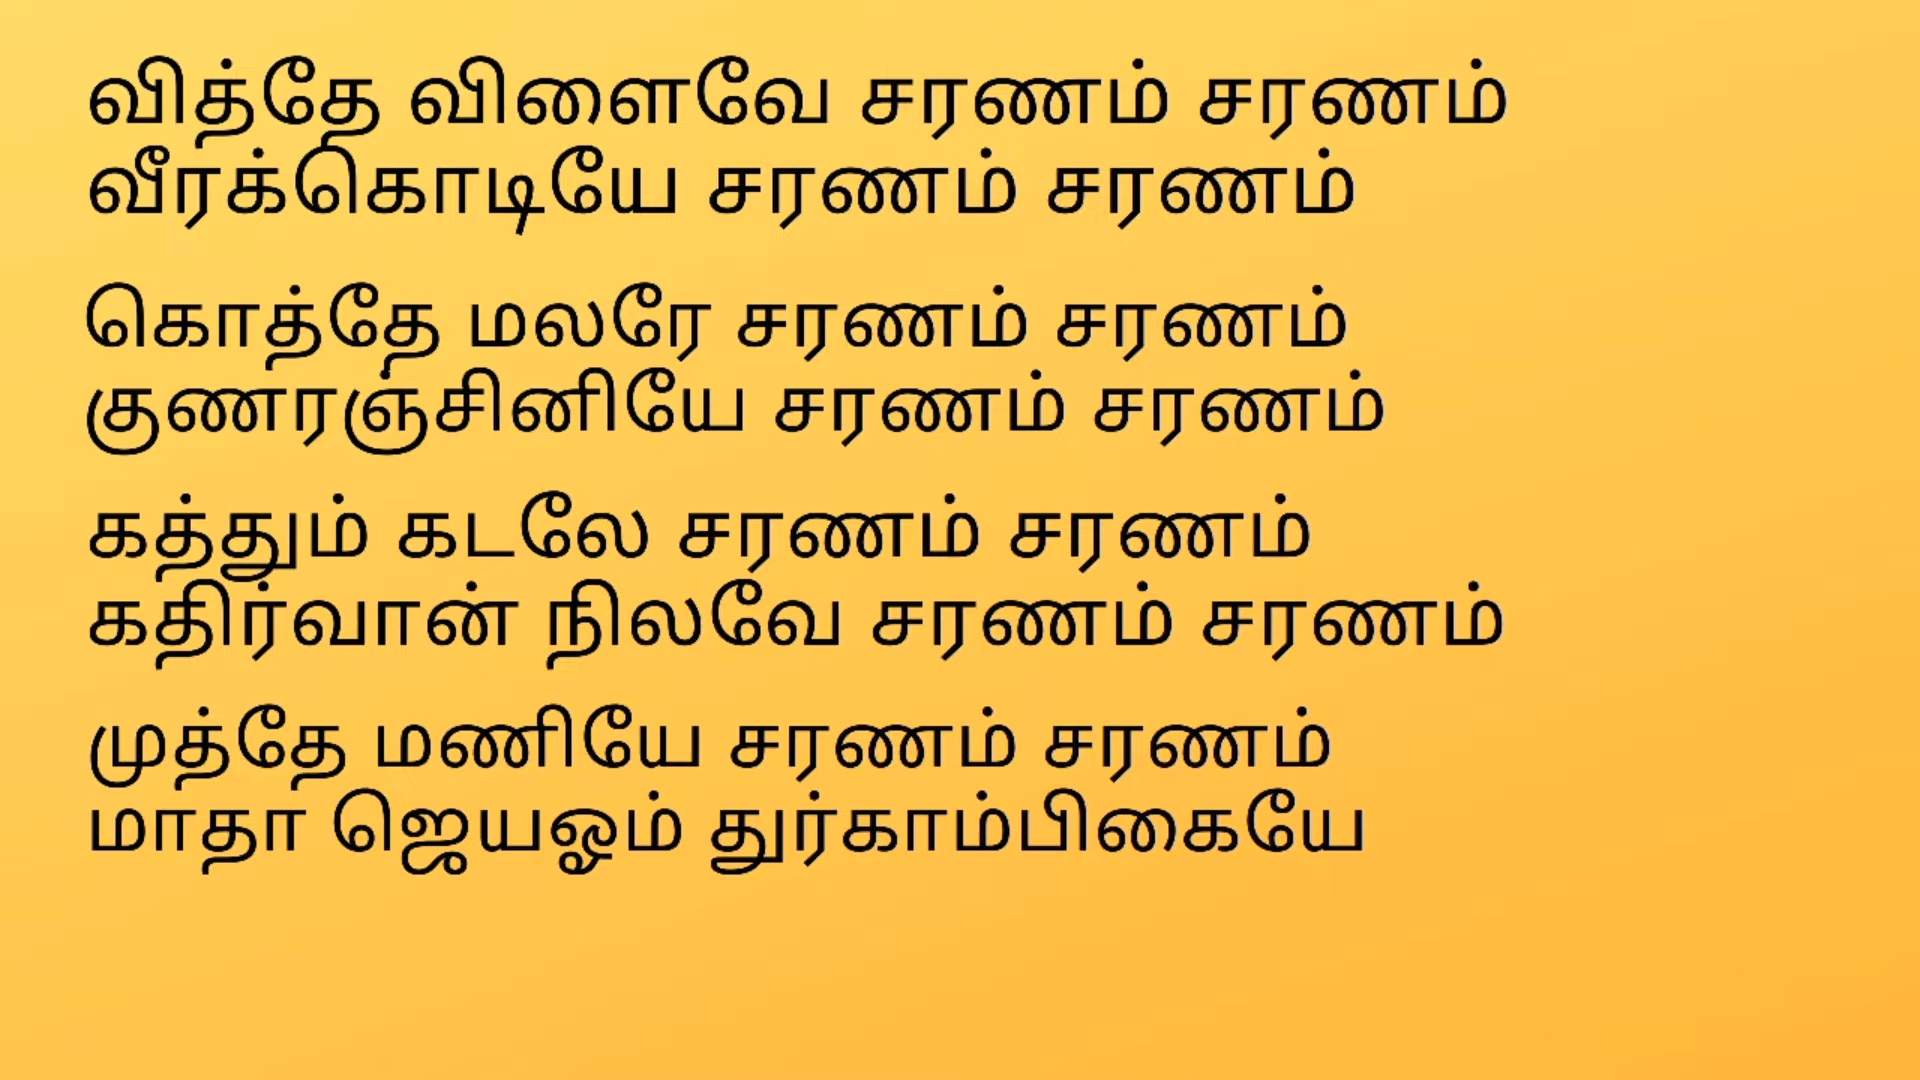 வித்தே விளைவே சரணம் சரணம்
வீரக்கொடியே சரணம் சரணம்
கொத்தே மலரே சரணம் சரணம்
குணரஞ்சினியே சரணம் சரணம்
கத்தும் கடலே சரணம் சரணம்
கதிர்வான் நிலவே சரணம் சரணம்
முத்தே மணியே சரணம் சரணம்
மாதா ஜெயஓம் துர்காம்பிகையே